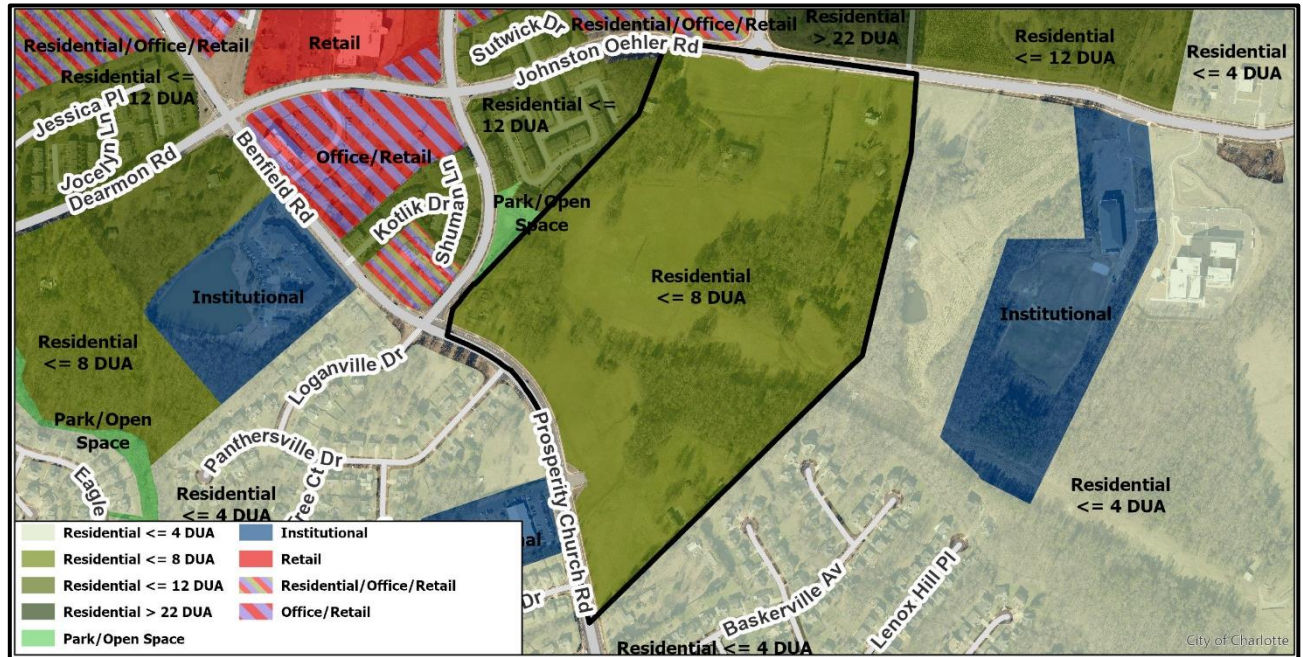 Residential/Office/Retail
Retail
Sutwick Dr
Residential/Office/Retail
Residential
> 22 DUA
Residential
<= 12 DUA
Residential
<= 4 DUA
Johnston Oehler Rd
Residential <=
12 DUA
Jessica Pl
Jocelyn Ln
Dearmon Rd
Benfield Rd
Residential <=
12 DUA
Office/Retail
Kotlik Dr
Shuman Ln
Park/Open
Space
Institutional
Residential
<= 8 DUA
Institutional
Residential
<= 8 DUA
Loganville Dr
Park/Open
Space
Panthersville Dr
Prosperity Church Rd
Eagle
Residential
<= 4 DUA
Free Ct
Residential
<= 4 DUA
Dr
Baskerville Av
Lenox Hill Pl
Residential <= 4 DUA
Residential <= 4 DUA
Institutional
Residential <= 8 DUA
Retail
Residential <= 12 DUA
Residential/Office/Retail
Residential > 22 DUA
Office/Retail
Park/Open Space
City of Charlotte